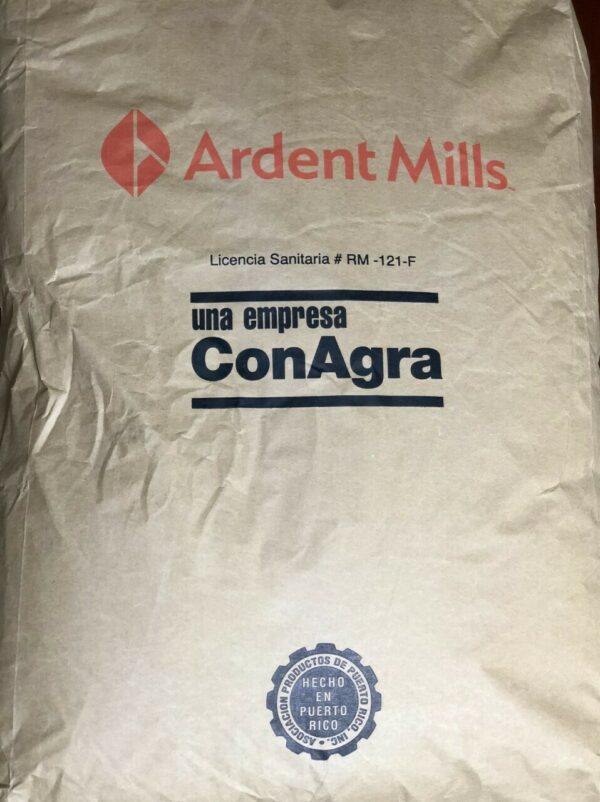 Ardent Mills
Licencia Sanitaria # RM -121-F
una empresa
ConAgra
ASOCIACION PRODUCTOS DE PUERTO RICO, INC. •
HECHO
EN
PUERTO
RICO